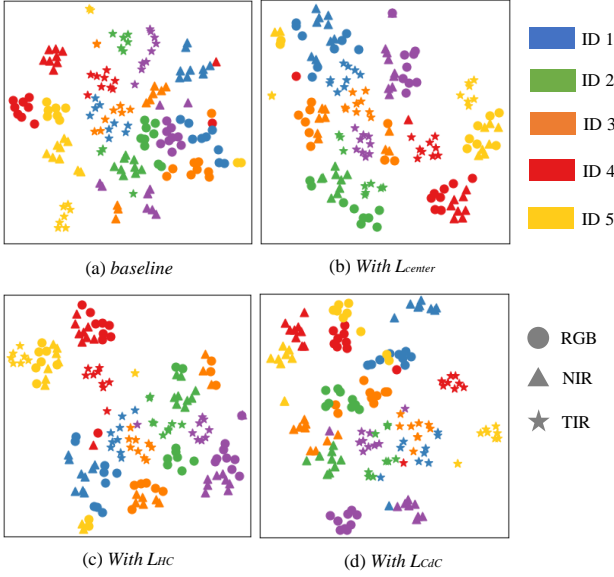 ID 1
ID 2
ID 3
ID 4
ID 5
(a) baseline
(b) With Lcenter
RGB
NIR
TIR
(c) With LHC
(d) With LCdC